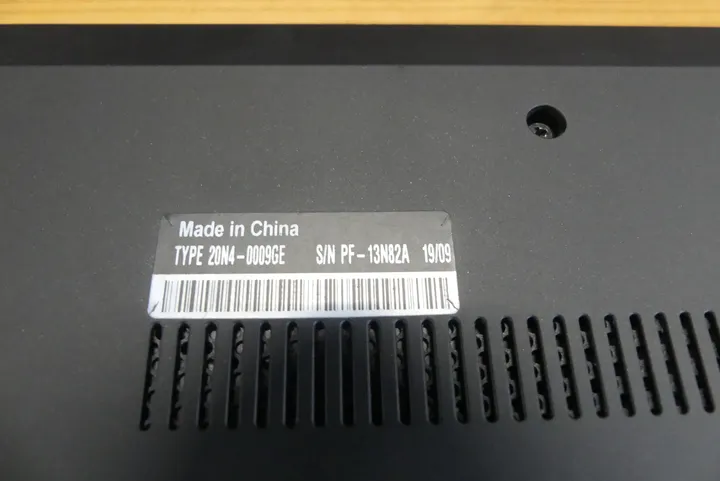 Made in China
TYPE 20N4-0009GE S/N PF-13N82A 19/09